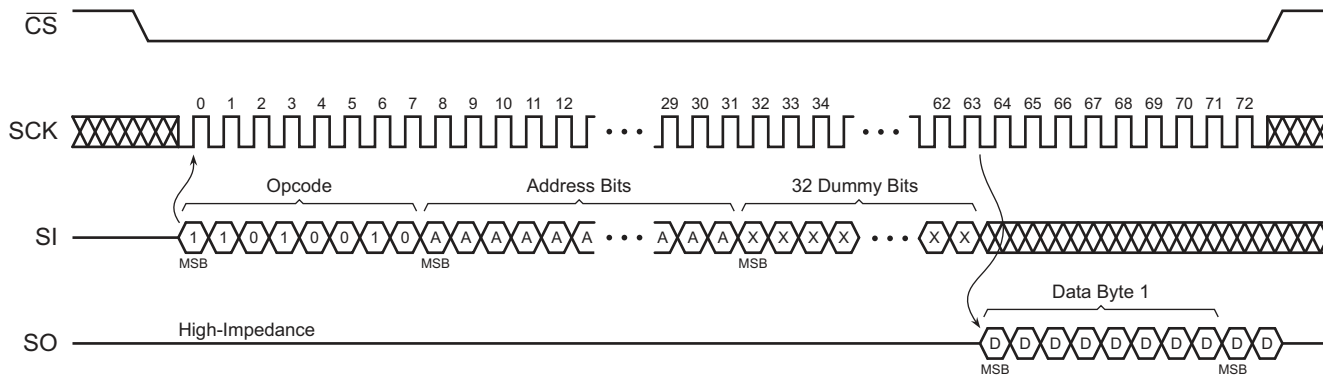 CS
0 1 2 3 4 5 6 7 8 9 10 11 12 29 30 31 32 33 34 62 63 64 65 66 67 68 69 70 71 72
SCK
Opcode Address Bits 32 Dummy Bits
SI 1 1 0 1 0 0 1 0 A A A A A A A A A X X X X X X
MSB MSB MSB
Data Byte 1
High-Impedance
SO D D D D D D D D D D
MSB MSB